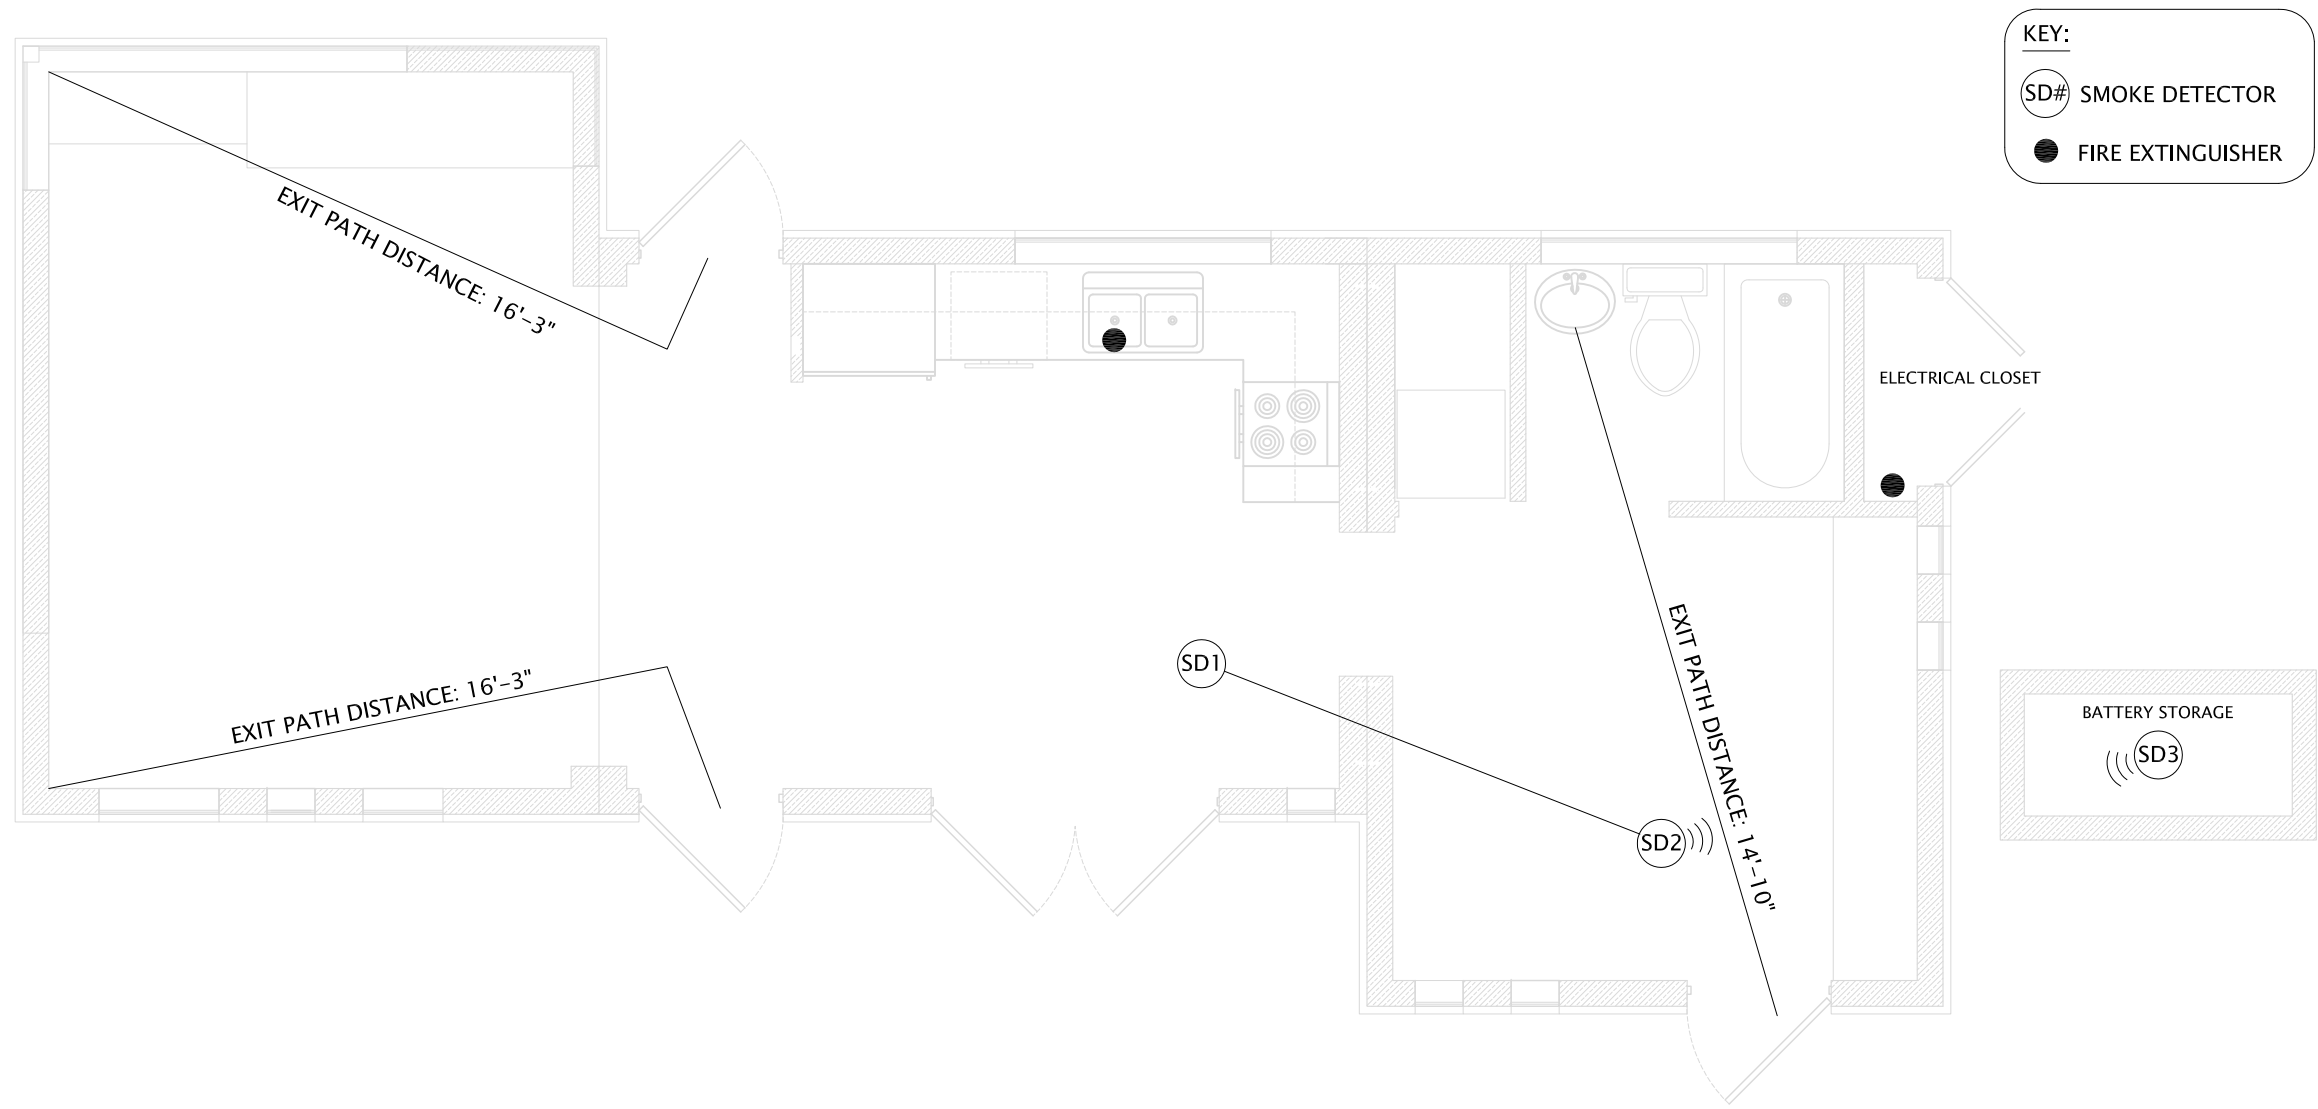 KEY:
SD# SMOKE DETECTOR
FIRE EXTINGUISHER
EXIT PATH DISTANCE: 16'-3"
ELECTRICAL CLOSET
EXIT PATH DISTANCE: 16'-3"
SD1
EXIT PATH DISTANCE: 14'-10"
SD2
BATTERY STORAGE
SD3